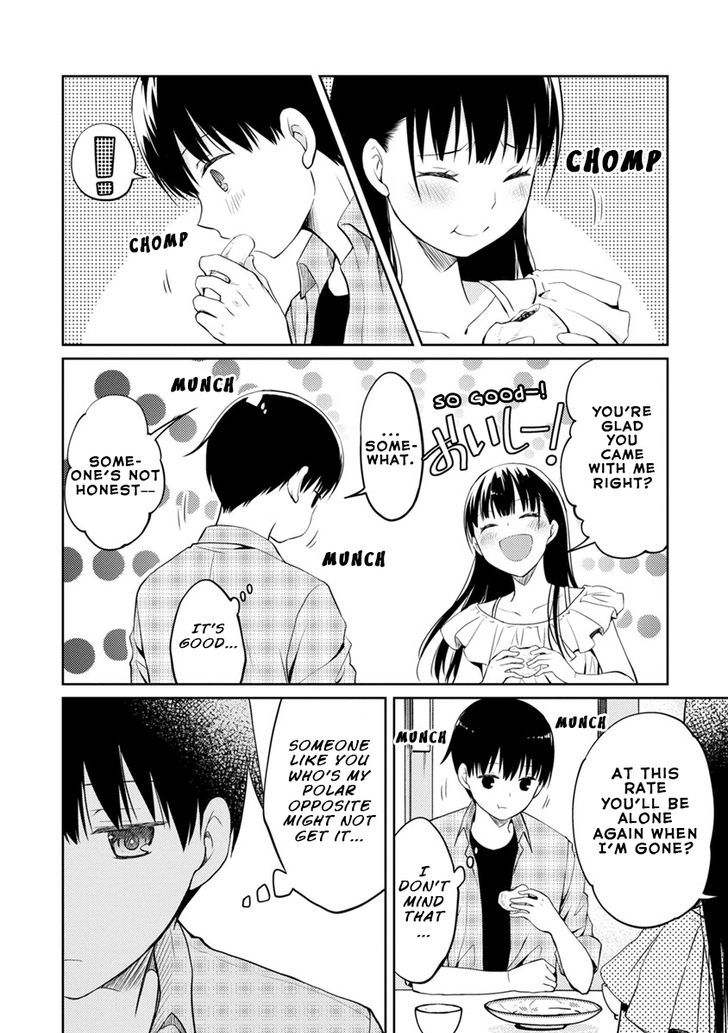 CHOMP
!
CHOMP
YOU'RE
GLAD
YOU
CAME
WITH ME
RIGHT?
SO GOOD—!
おいしー!
...
SOME-
WHAT.
MUNCH
SOME-
ONE'S NOT
HONEST—
MUNCH
IT'S
GOOD...
AT THIS
RATE
YOU'LL BE
ALONE
AGAIN WHEN
I'M GONE?
MUNCH
MUNCH
I
DON'T
MIND
THAT
...
SOMEONE
LIKE YOU
WHO'S MY
POLAR
OPPOSITE
MIGHT NOT
GET IT...